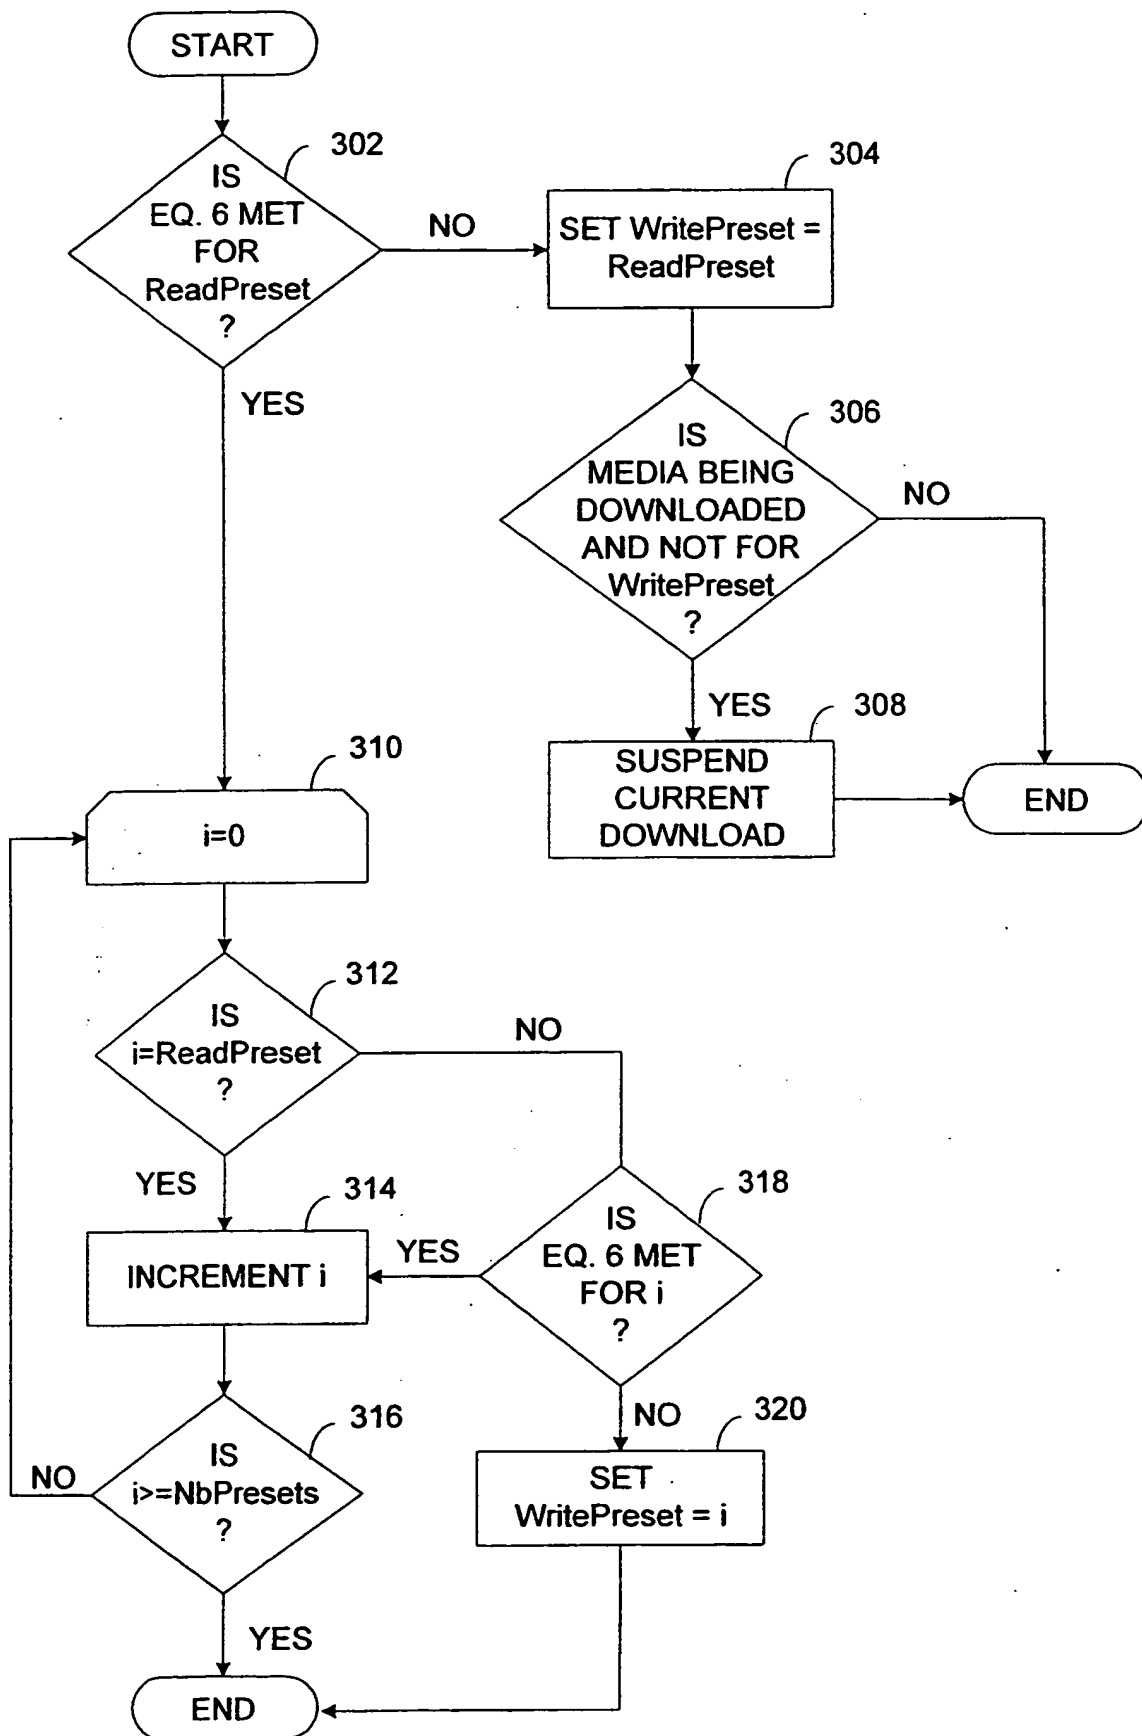 START
302
IS
EQ. 6 MET
FOR
ReadPreset
?
NO
304
SET WritePreset =
ReadPreset
YES
306
IS
MEDIA BEING
DOWNLOADED
AND NOT FOR
WritePreset
?
NO
YES
308
SUSPEND
CURRENT
DOWNLOAD
END
310
i=0
312
IS
i=ReadPreset
?
NO
YES
314
INCREMENT i
318
IS
EQ. 6 MET
FOR i
?
YES
NO
316
IS
i>=NbPresets
?
NO
320
SET
WritePreset = i
YES
END